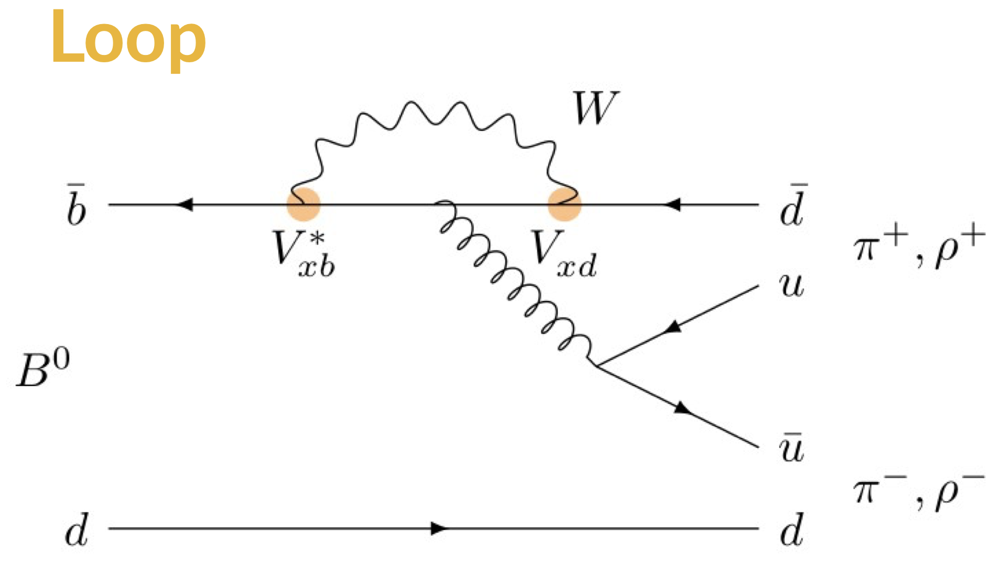 Loop
W
b̄
d̄
V*xb
Vxd
π⁺, ρ⁺
u
B⁰
ū
π⁻, ρ⁻
d
d